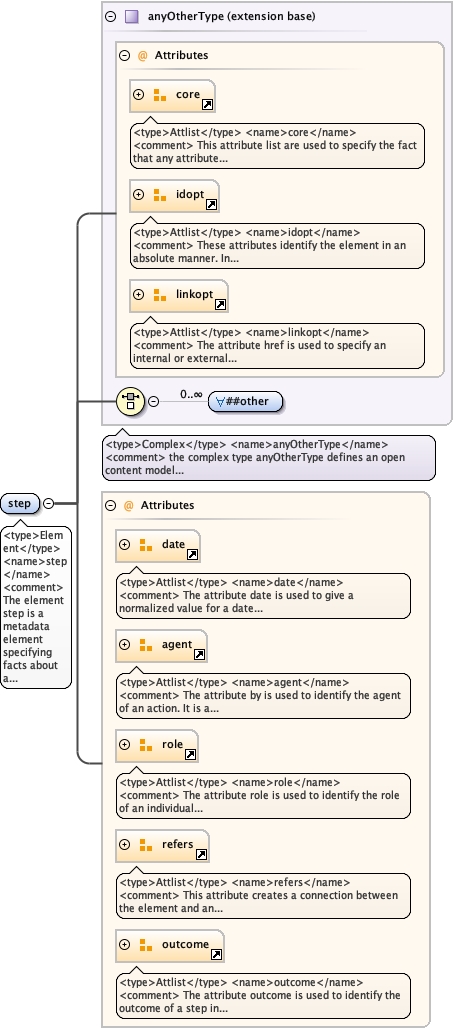 anyOtherType (extension base)
@ Attributes
core
<type>Attlist</type> <name>core</name>
<comment> This attribute list are used to specify the fact
that any attribute...
idopt
<type>Attlist</type> <name>idopt</name>
<comment> These attributes identify the element in an
absolute manner. In...
linkopt
<type>Attlist</type> <name>linkopt</name>
<comment> The attribute href is used to specify an
internal or external...
0..∞
∀##other
<type>Complex</type> <name>anyOtherType</name>
<comment> the complex type anyOtherType defines an open
content model...
step
<type>Elem
ent</type>
<name>step
</name>
<comment>
The element
step is a
metadata
element
specifying
facts about
a...
@ Attributes
date
<type>Attlist</type> <name>date</name>
<comment> The attribute date is used to give a
normalized value for a date...
agent
<type>Attlist</type> <name>agent</name>
<comment> The attribute by is used to identify the agent
of an action. It is a...
role
<type>Attlist</type> <name>role</name>
<comment> The attribute role is used to identify the role
of an individual...
refers
<type>Attlist</type> <name>refers</name>
<comment> This attribute creates a connection between
the element and an...
outcome
<type>Attlist</type> <name>outcome</name>
<comment> The attribute outcome is used to identify the
outcome of a step in...